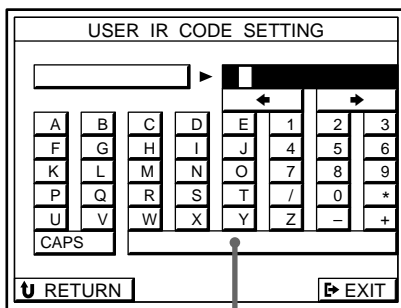 USER IR CODE SETTING
A B C D E 1 2 3
F G H I J 4 5 6
K L M N O 7 8 9
P Q R S T / 0 *
U V W X Y Z – +
CAPS
RETURN EXIT